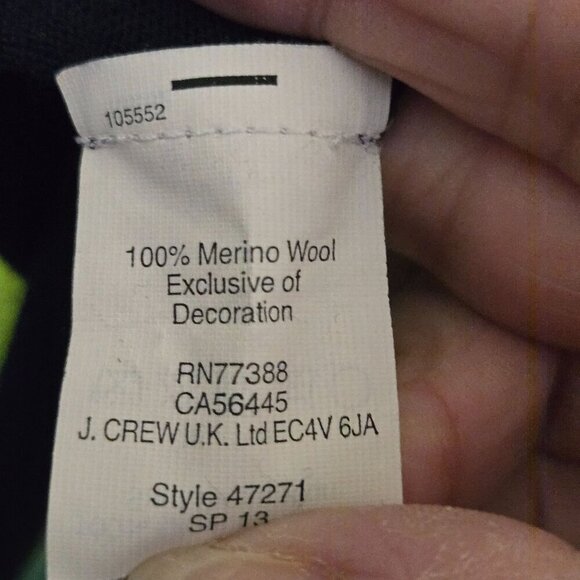 105552
100% Merino Wool
Exclusive of
Decoration
RN77388
CA56445
J. CREW U.K. Ltd EC4V 6JA
Style 47271
SP 13